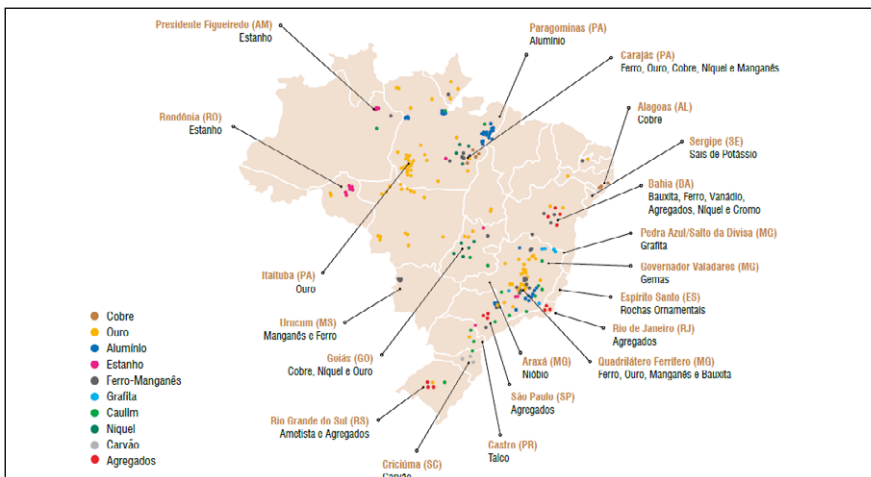 Presidente Figueiredo (AM)
Estanho
Paragominas (PA)
Alumínio
Carajás (PA)
Ferro, Ouro, Cobre, Níquel e Manganês
Rondônia (RO)
Estanho
Alagoas (AL)
Cobre
Sergipe (SE)
Sais de Potássio
Bahia (BA)
Bauxita, Ferro, Vanádio,
Agregados, Níquel e Cromo
Pedra Azul/Salto da Divisa (MG)
Grafita
Governador Valadares (MG)
Gemas
Espírito Santo (ES)
Rochas Ornamentais
Rio de Janeiro (RJ)
Agregados
Quadrilátero Ferrífero (MG)
Ferro, Ouro, Manganês e Bauxita
Itaituba (PA)
Ouro
Urucum (MS)
Manganês e Ferro
Goiás (GO)
Cobre, Níquel e Ouro
Araxá (MG)
Nióbio
São Paulo (SP)
Agregados
Rio Grande do Sul (RS)
Ametista e Agregados
Castro (PR)
Talco
Criciúma (SC)
Carvão
Cobre
Ouro
Alumínio
Estanho
Ferro-Manganês
Grafita
Caulim
Níquel
Carvão
Agregados